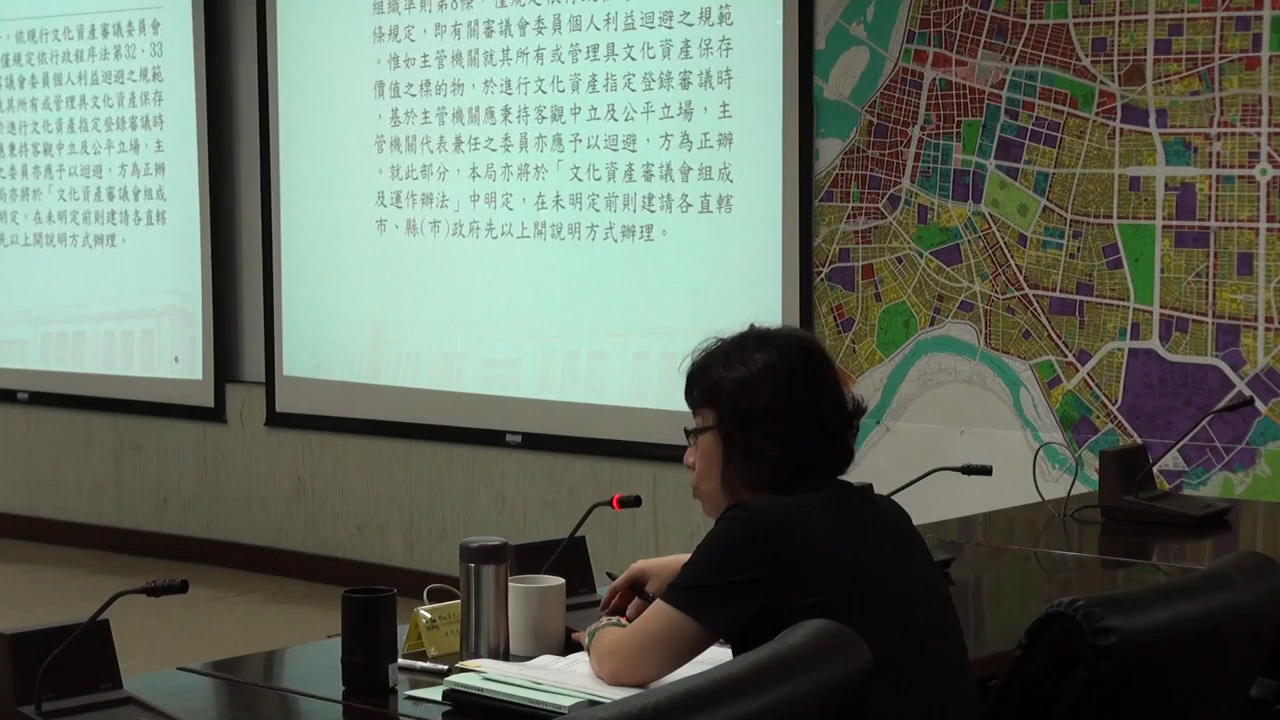 、依現行文化資產審議委員會
僅規定依行政程序法第32、33
審議會委員個人利益迴避之規範
其所有或管理具文化資產保存
進行文化資產指定登錄審議時
秉持客觀中立及公平立場，主
之委員亦應予以迴避，方為正辦
局亦將於「文化資產審議會組成
明定，在未明定前則建請各直轄
先以上開說明方式辦理。
6
組織準則第8條，僅規定依
條規定，即有關審議會委員個人利益迴避之規範
。惟如主管機關就其所有或管理具文化資產保存
價值之標的物，於進行文化資產指定登錄審議時
，基於主管機關應秉持客觀中立及公平立場，主
管機關代表兼任之委員亦應予以迴避，方為正辦
。就此部分，本局亦將於「文化資產審議會組成
及運作辦法」中明定，在未明定前則建請各直轄
市、縣(市)政府先以上開說明方式辦理。